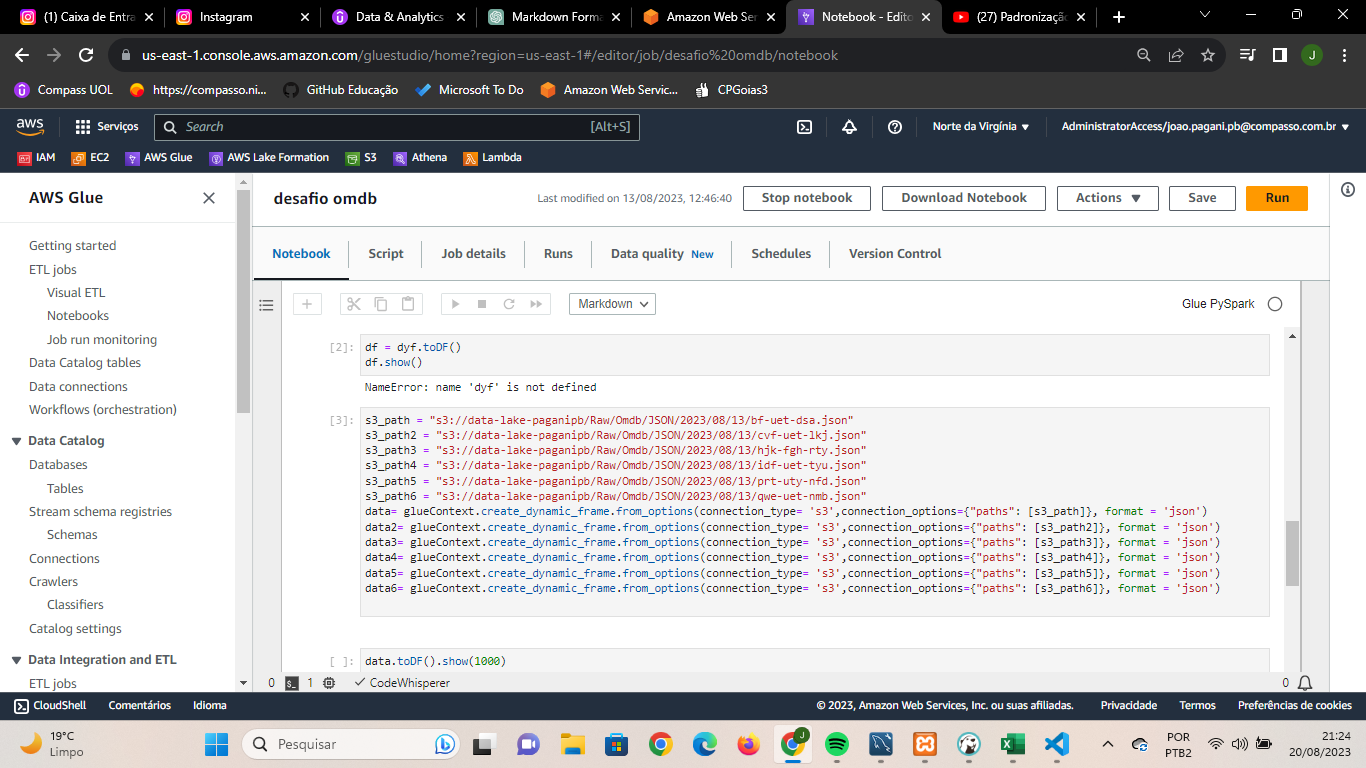 (1) Caixa de Entra
Instagram
Data & Analytics
Markdown Forma
Amazon Web Ser
Notebook - Edito
(27) Padronização
us-east-1.console.aws.amazon.com/gluestudio/home?region=us-east-1#/editor/job/desafio%20omdb/notebook
J
Compass UOL
https://compasso.ni...
GitHub Educação
Microsoft To Do
Amazon Web Servic...
CPGoias3
aws
Serviços
Search
[Alt+S]
Norte da Virgínia
AdministratorAccess/joao.pagani.pb@compasso.com.br
IAM
EC2
AWS Glue
AWS Lake Formation
S3
Athena
Lambda
AWS Glue
Getting started
ETL jobs
Visual ETL
Notebooks
Job run monitoring
Data Catalog tables
Data connections
Workflows (orchestration)
Data Catalog
Databases
Tables
Stream schema registries
Schemas
Connections
Crawlers
Classifiers
Catalog settings
Data Integration and ETL
ETL jobs
desafio omdb
Last modified on 13/08/2023, 12:46:40
Stop notebook
Download Notebook
Actions
Save
Run
Notebook
Script
Job details
Runs
Data quality New
Schedules
Version Control
Markdown
Glue PySpark
[2]:
df = dyf.toDF()
df.show()
NameError: name 'dyf' is not defined
[3]:
s3_path = "s3://data-lake-paganipb/Raw/Omdb/JSON/2023/08/13/bf-uet-dsa.json"
s3_path2 = "s3://data-lake-paganipb/Raw/Omdb/JSON/2023/08/13/cvf-uet-lkj.json"
s3_path3 = "s3://data-lake-paganipb/Raw/Omdb/JSON/2023/08/13/hjk-fgh-rty.json"
s3_path4 = "s3://data-lake-paganipb/Raw/Omdb/JSON/2023/08/13/idf-uet-tyu.json"
s3_path5 = "s3://data-lake-paganipb/Raw/Omdb/JSON/2023/08/13/prt-uty-nfd.json"
s3_path6 = "s3://data-lake-paganipb/Raw/Omdb/JSON/2023/08/13/qwe-uet-nmb.json"
data= glueContext.create_dynamic_frame.from_options(connection_type= 's3',connection_options={"paths": [s3_path]}, format = 'json')
data2= glueContext.create_dynamic_frame.from_options(connection_type= 's3',connection_options={"paths": [s3_path2]}, format = 'json')
data3= glueContext.create_dynamic_frame.from_options(connection_type= 's3',connection_options={"paths": [s3_path3]}, format = 'json')
data4= glueContext.create_dynamic_frame.from_options(connection_type= 's3',connection_options={"paths": [s3_path4]}, format = 'json')
data5= glueContext.create_dynamic_frame.from_options(connection_type= 's3',connection_options={"paths": [s3_path5]}, format = 'json')
data6= glueContext.create_dynamic_frame.from_options(connection_type= 's3',connection_options={"paths": [s3_path6]}, format = 'json')
[ ]:
data.toDF().show(1000)
0
1
CodeWhisperer
0
CloudShell
Comentários
Idioma
© 2023, Amazon Web Services, Inc. ou suas afiliadas.
Privacidade
Termos
Preferências de cookies
19°C
Limpo
Pesquisar
J
POR
PTB2
21:24
20/08/2023